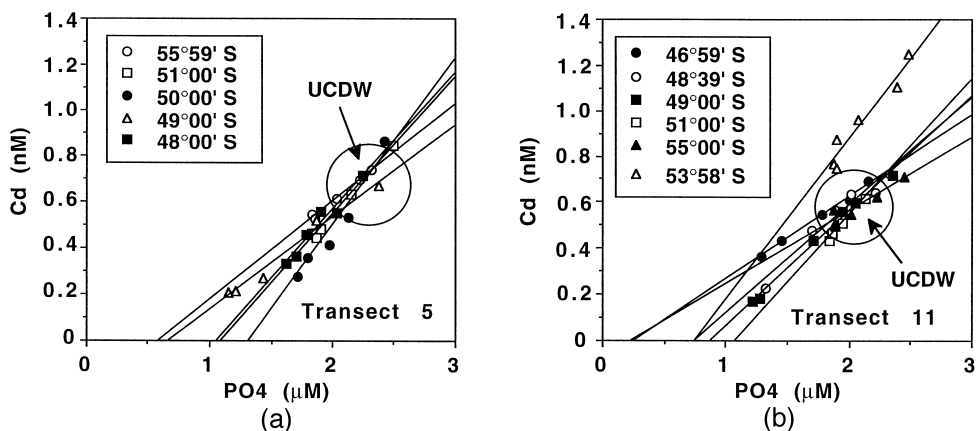 1.4
1.2
1.0
0.8
0.6
0.4
0.2
0
Cd (nM)
55°59' S
51°00' S
50°00' S
49°00' S
48°00' S
UCDW
Transect 5
0 1 2 3
PO4 (μM)
(a)
1.4
1.2
1.0
0.8
0.6
0.4
0.2
0
Cd (nM)
46°59' S
48°39' S
49°00' S
51°00' S
55°00' S
53°58' S
UCDW
Transect 11
0 1 2 3
PO4 (μM)
(b)